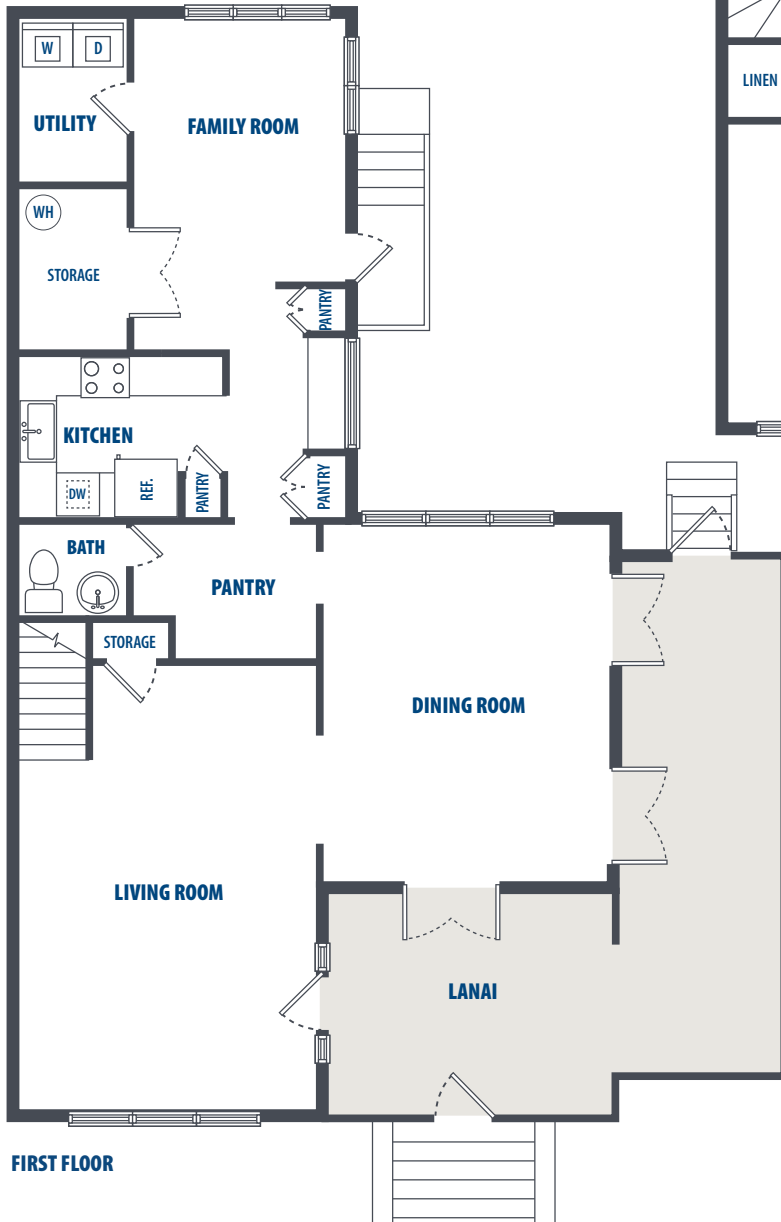 W
D
LINEN
UTILITY
FAMILY ROOM
WH
STORAGE
PANTRY
KITCHEN
DW
REF.
PANTRY
PANTRY
BATH
PANTRY
STORAGE
DINING ROOM
LIVING ROOM
LANAI
FIRST FLOOR